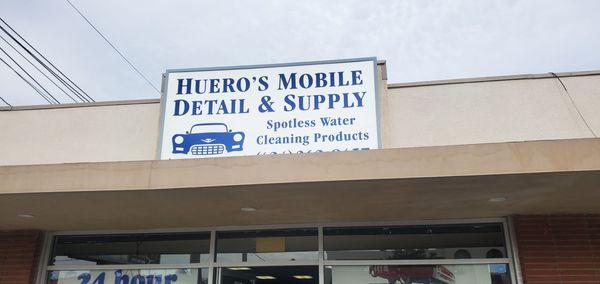 HUERO'S MOBILE
DETAIL & SUPPLY
Spotless Water
Cleaning Products
24 hour